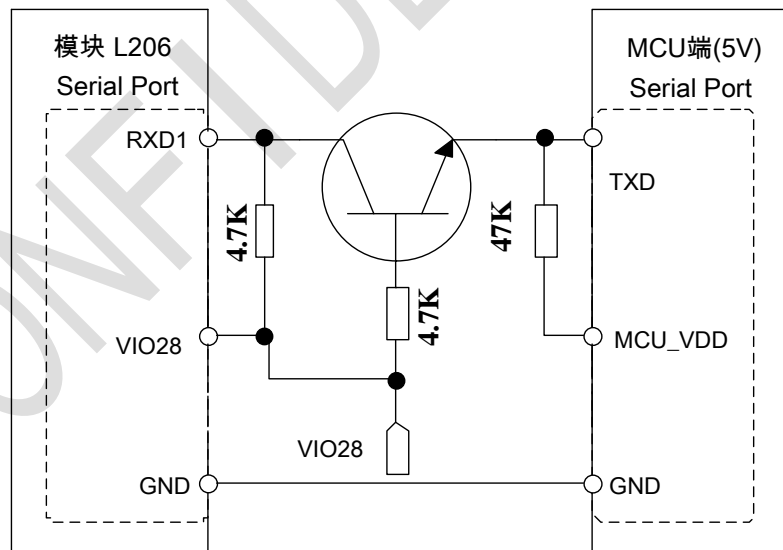 模块 L206
Serial Port
MCU端(5V)
Serial Port
RXD1
TXD
4.7K
47K
4.7K
VIO28
MCU_VDD
VIO28
GND
GND